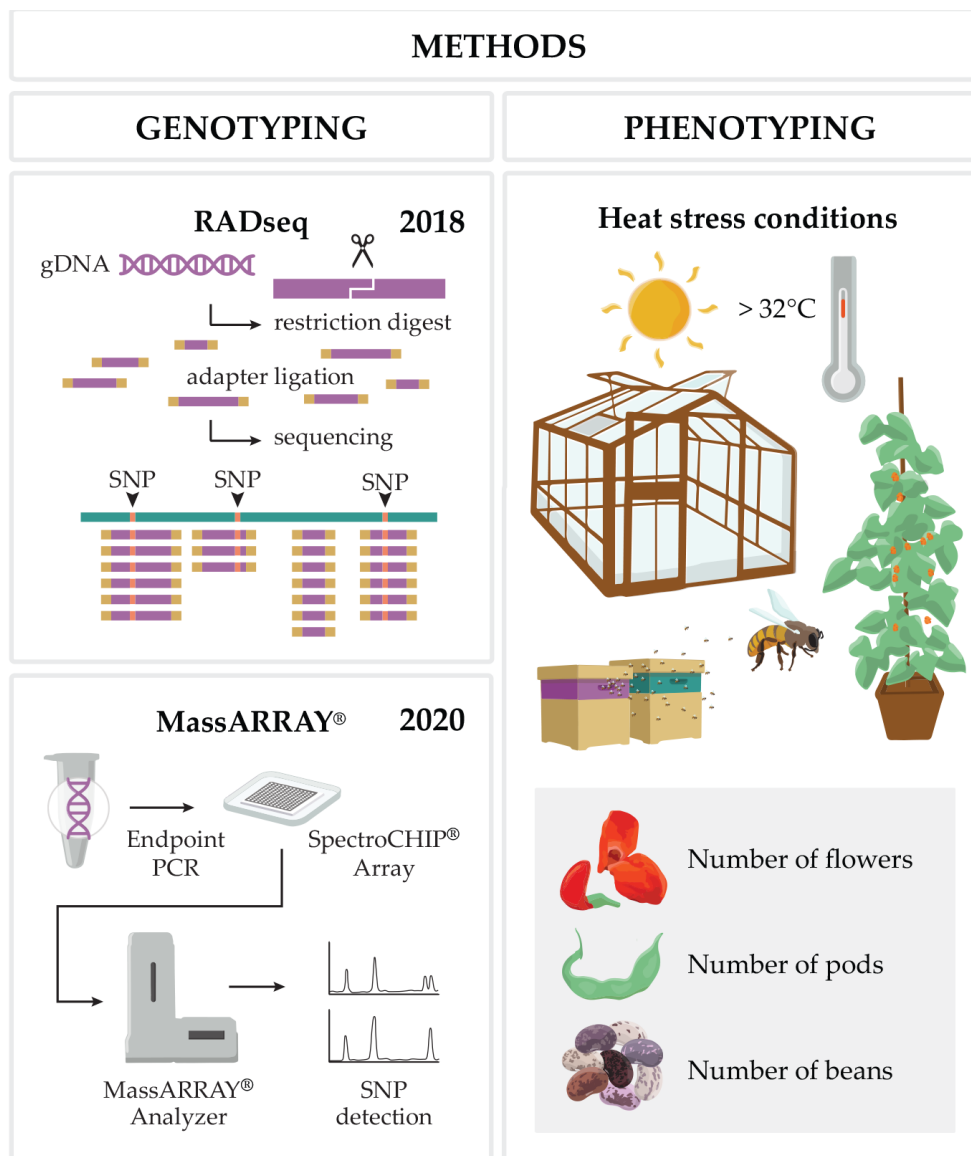 METHODS
GENOTYPING
RADseq 2018
gDNA
restriction digest
adapter ligation
sequencing
SNP SNP SNP
MassARRAY® 2020
Endpoint
PCR
SpectroCHIP®
Array
MassARRAY®
Analyzer
SNP
detection
PHENOTYPING
Heat stress conditions
> 32°C
Number of flowers
Number of pods
Number of beans